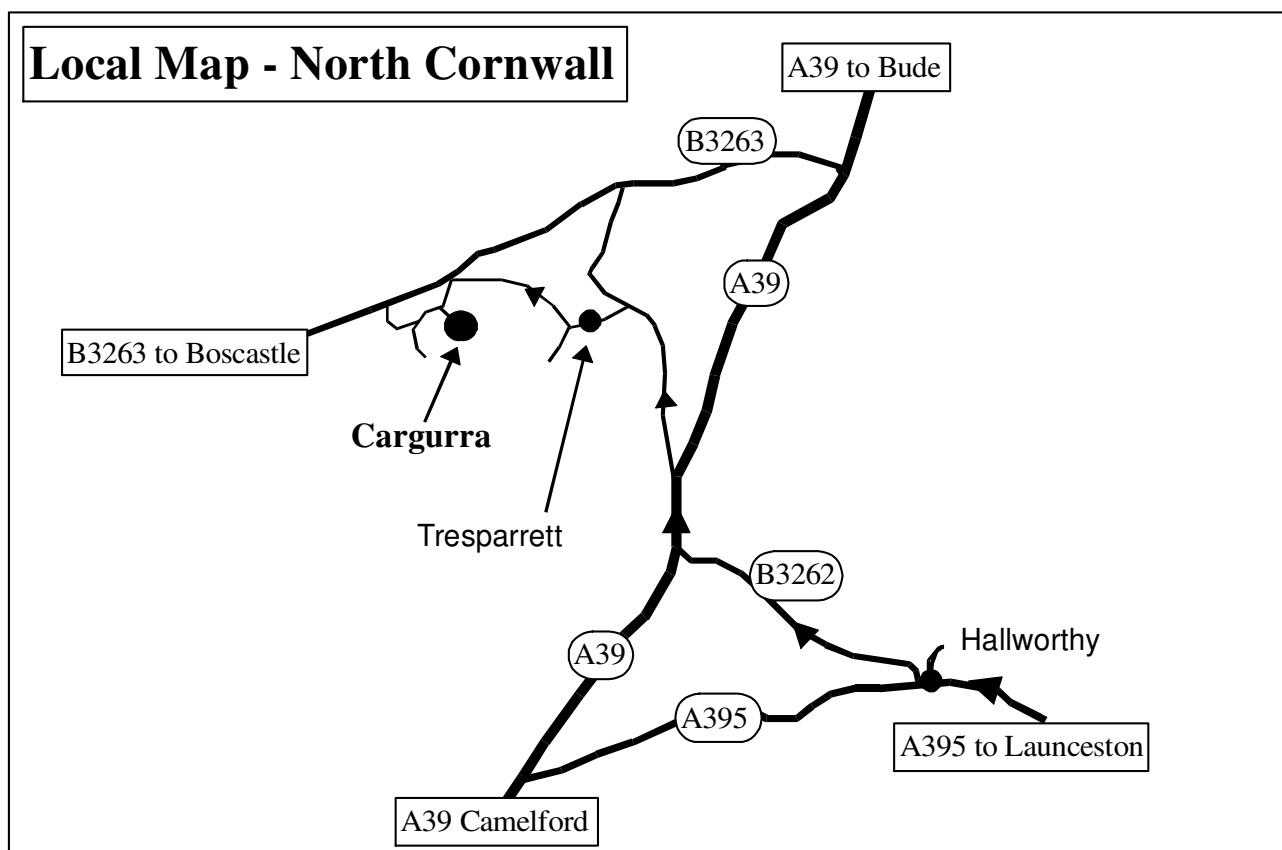 Local Map - North Cornwall
A39 to Bude
B3263
A39
B3263 to Boscastle
Cargurra
Tresparrett
B3262
Hallworthy
A39
A395
A395 to Launceston
A39 Camelford